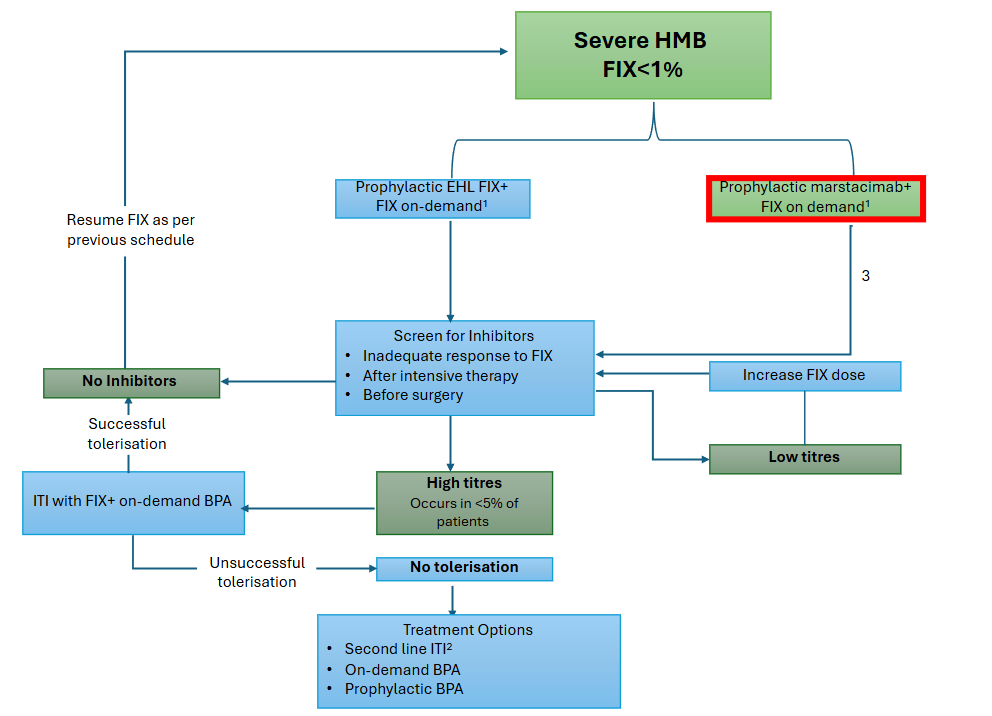 Severe HMB
FIX<1%
Prophylactic EHL FIX+
FIX on-demand¹
Prophylactic marstacimab+
FIX on demand¹
Resume FIX as per
previous schedule
3
Screen for Inhibitors
• Inadequate response to FIX
• After intensive therapy
• Before surgery
Increase FIX dose
No Inhibitors
Successful
tolerisation
Low titres
High titres
Occurs in <5% of
patients
ITI with FIX+ on-demand BPA
Unsuccessful
tolerisation
No tolerisation
Treatment Options
• Second line ITI²
• On-demand BPA
• Prophylactic BPA